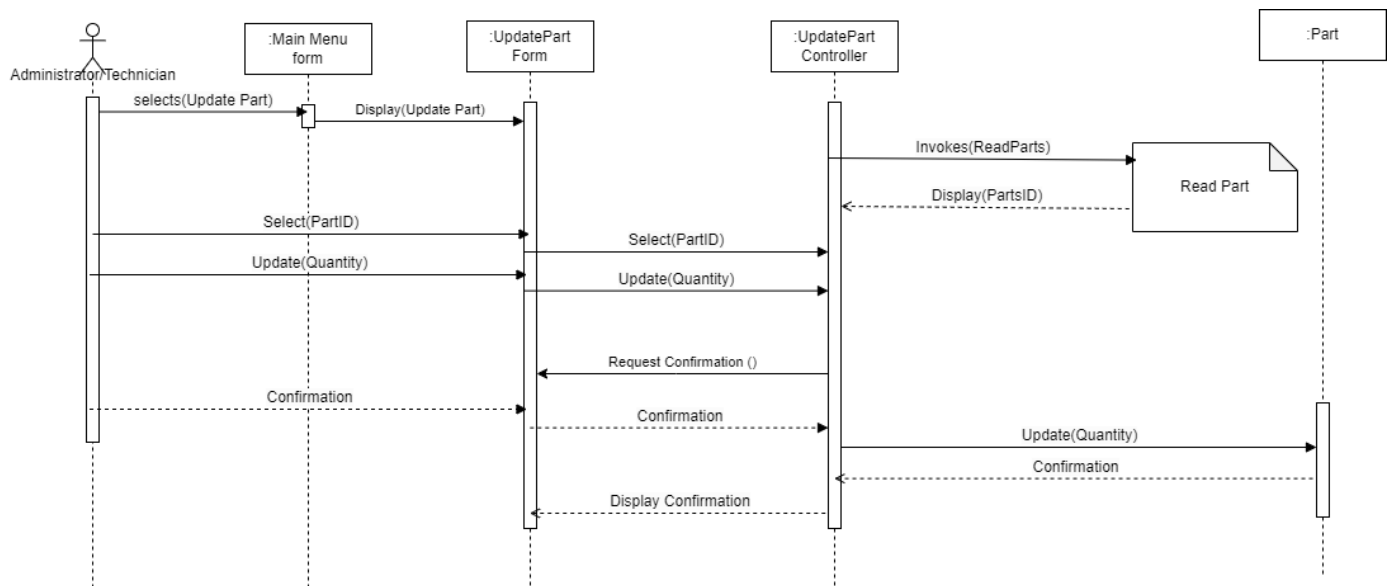 Administrator/Technician
:Main Menu
form
:UpdatePart
Form
:UpdatePart
Controller
:Part
selects(Update Part)
Display(Update Part)
Invokes(ReadParts)
Read Part
Display(PartsID)
Select(PartID)
Select(PartID)
Update(Quantity)
Update(Quantity)
Request Confirmation ()
Confirmation
Confirmation
Update(Quantity)
Confirmation
Display Confirmation